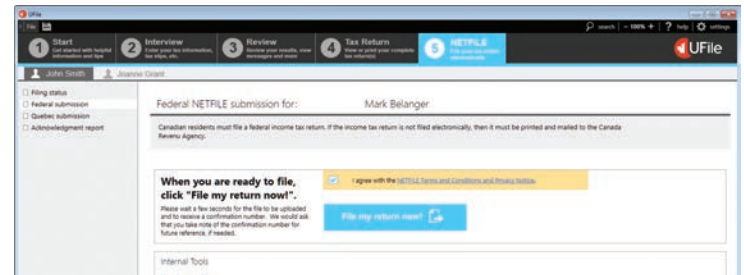 UFile
File
search | - 100% + | ? help | settings
1 Start
Get started with helpful
information and tips
2 Interview
Enter your tax information,
tax slips, etc.
3 Review
Review your results, view
messages and more
4 Tax Return
View or print your complete
tax return(s)
5 NETFILE
UFile
John Smith
Joanne Grant
Filing status
Federal submission
Quebec submission
Acknowledgment report
Federal NETFILE submission for: Mark Belanger
Canadian residents must file a federal income tax return. If the income tax return is not filed electronically, then it must be printed and mailed to the Canada
Revenu Agency.
When you are ready to file,
click "File my return now!".
Please wait a few seconds for the file to be uploaded
and to receive a confirmation number. We would ask
that you take note of the confirmation number for
future reference, if needed.
I agree with the NETFILE Terms and Conditions and Privacy Notice.
File my return now!
Internal Tools